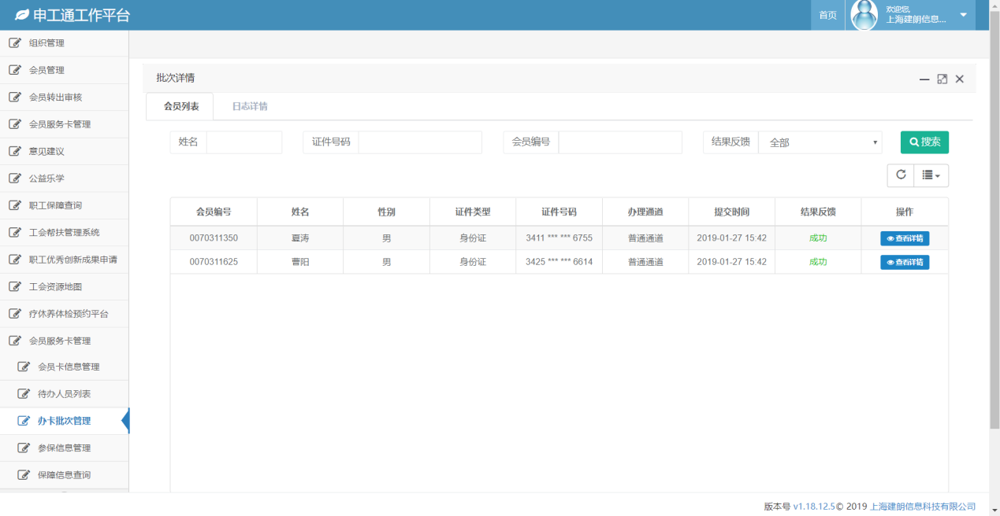 申工通工作平台
首页
欢迎您,
上海建朗信息...
组织管理
会员管理
会员转出审核
会员服务卡管理
意见建议
公益乐学
职工保障查询
工会帮扶管理系统
职工优秀创新成果申请
工会资源地图
疗休养体检预约平台
会员服务卡管理
会员卡信息管理
待办人员列表
办卡批次管理
参保信息管理
保障信息查询
批次详情
会员列表 日志详情
姓名 证件号码 会员编号 结果反馈 全部 搜索
会员编号 姓名 性别 证件类型 证件号码 办理通道 提交时间 结果反馈 操作
0070311350 夏涛 男 身份证 3411 *** *** 6755 普通通道 2019-01-27 15:42 成功 查看详情
0070311625 曹阳 男 身份证 3425 *** *** 6614 普通通道 2019-01-27 15:42 成功 查看详情
版本号 v1.18.12.5© 2019 上海建朗信息科技有限公司